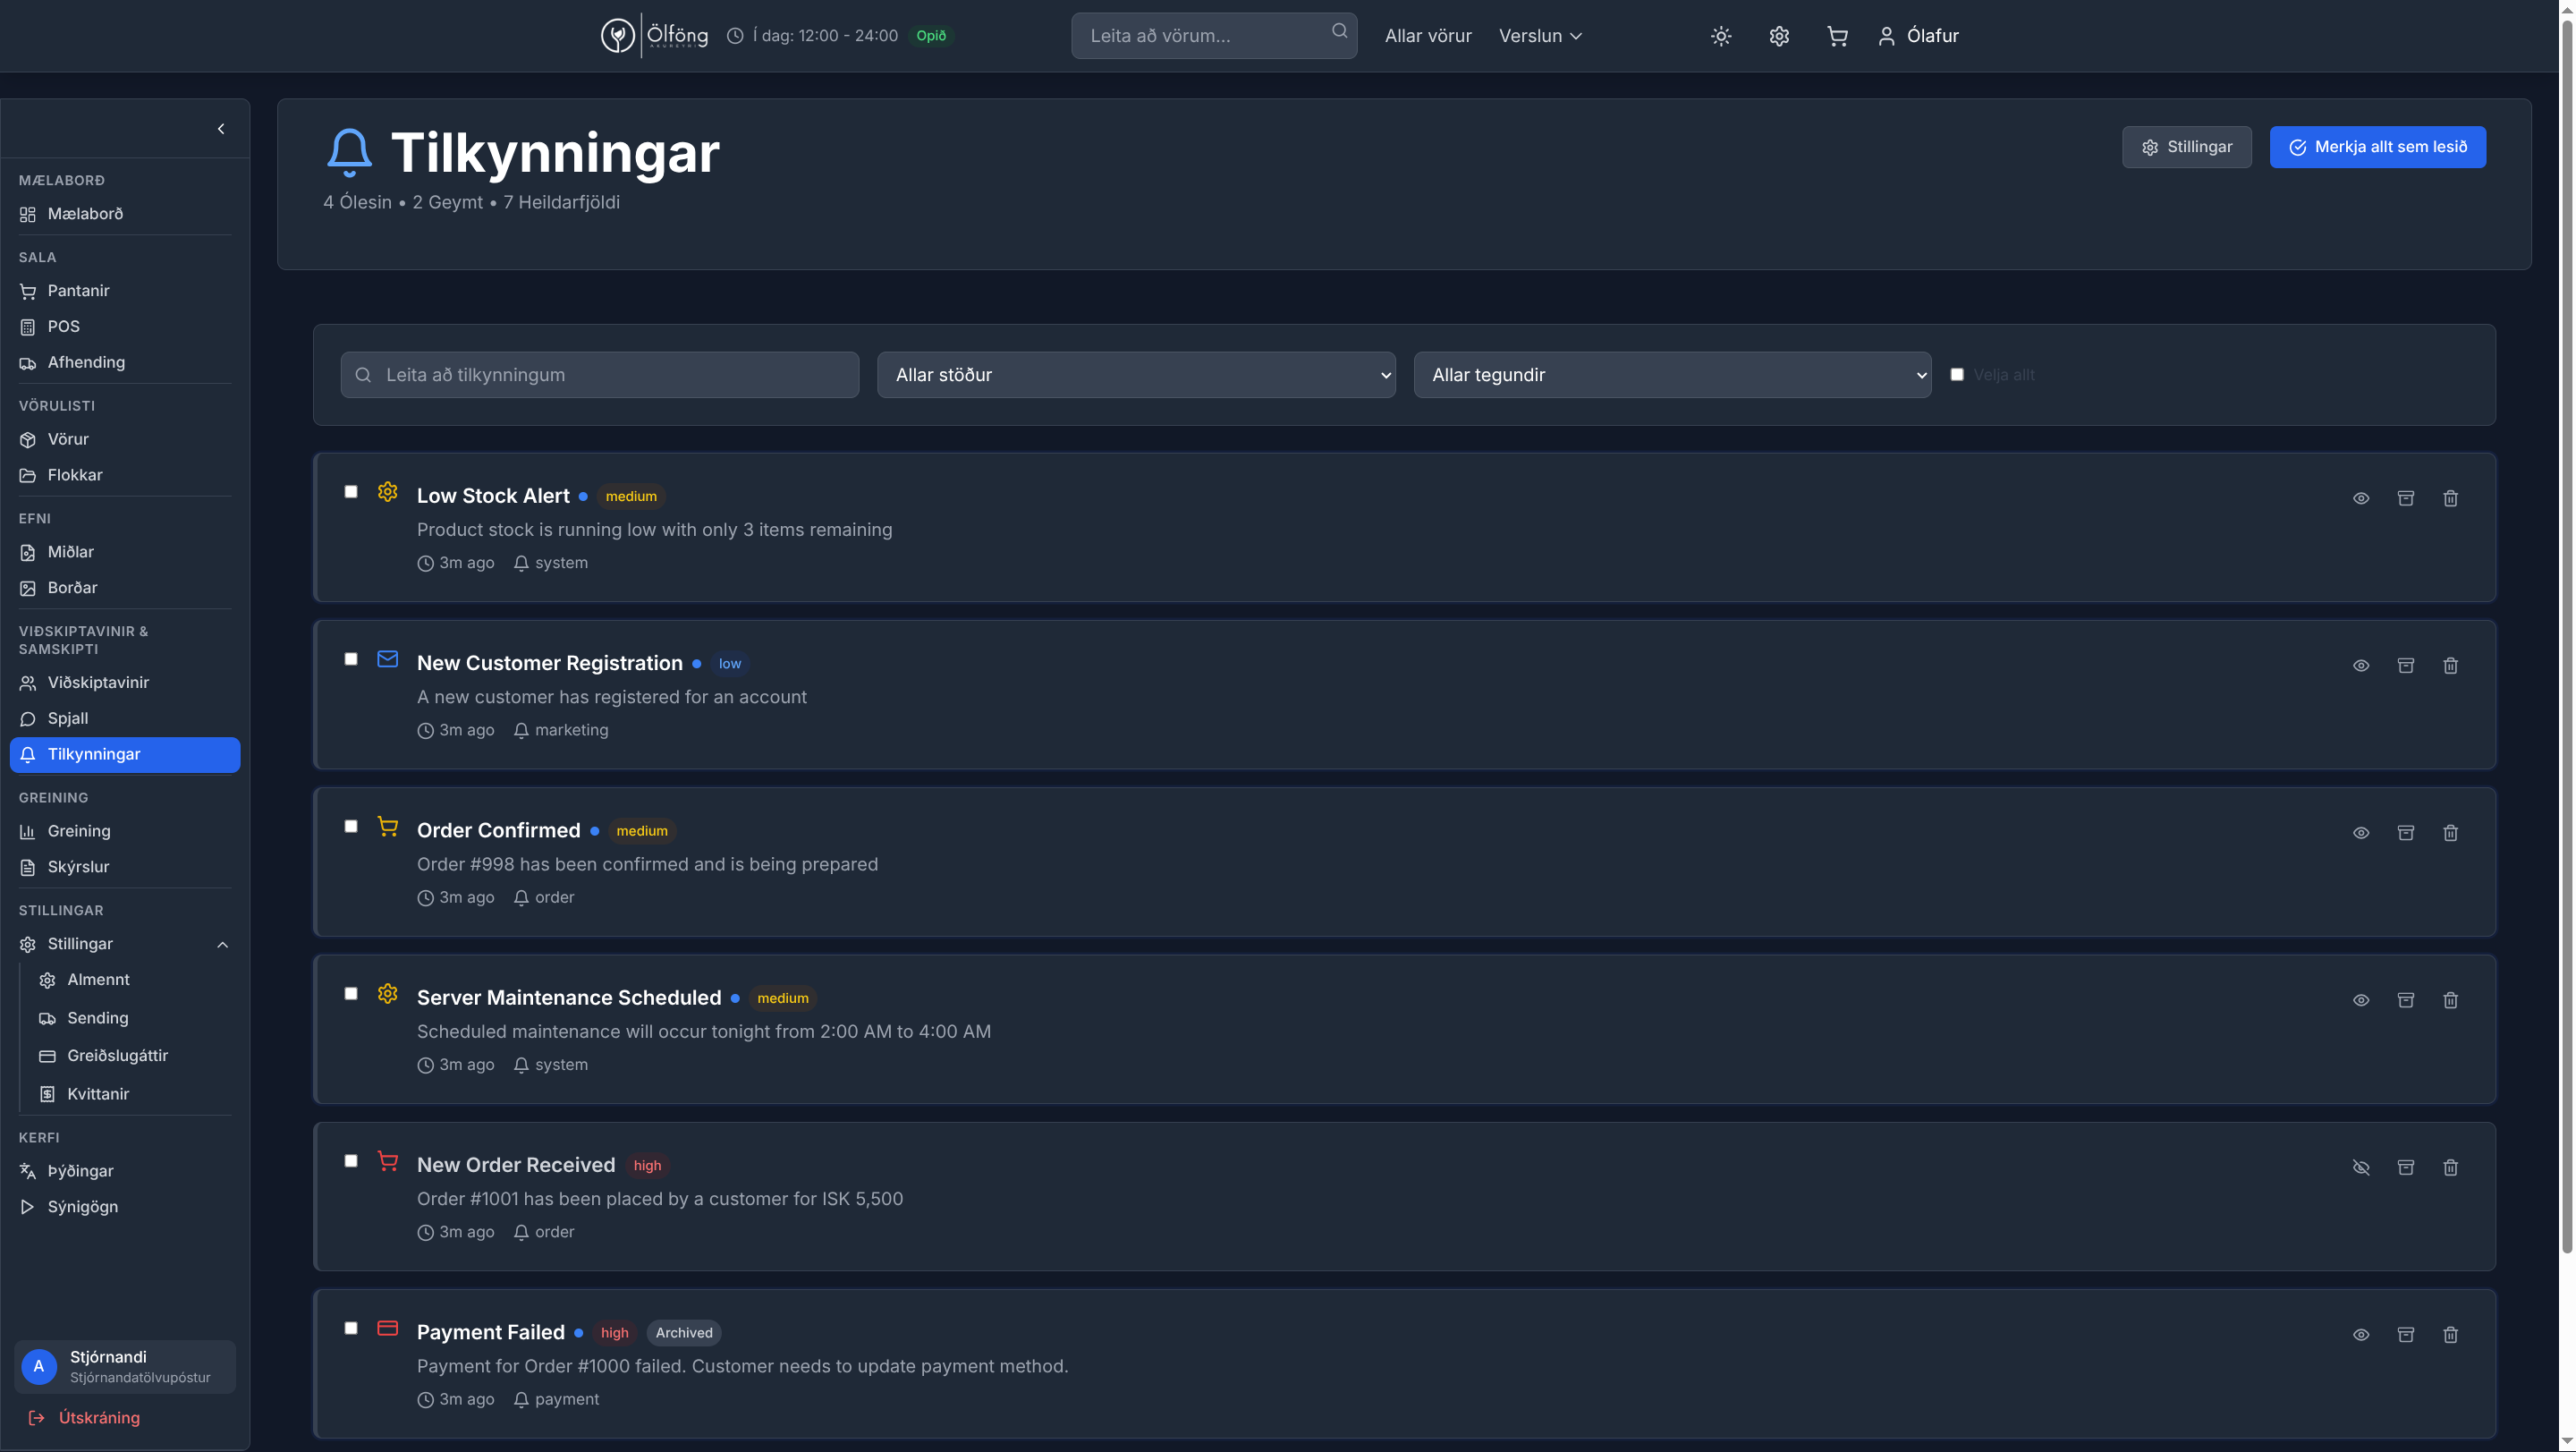 Ölföng
AKUREYRI
Í dag: 12:00 - 24:00
Opið
Leita að vörum...
Allar vörur
Verslun
Ólafur
MÆLABORÐ
Mælaborð
SALA
Pantanir
POS
Afhending
VÖRULISTI
Vörur
Flokkar
EFNI
Miðlar
Borðar
VIÐSKIPTAVINIR &
SAMSKIPTI
Viðskiptavinir
Spjall
Tilkynningar
GREINING
Greining
Skýrslur
STILLINGAR
Stillingar
Almennt
Sending
Greiðslugáttir
Kvittanir
KERFI
Þýðingar
Sýnigögn
A
Stjórnandi
Stjórnandatölvupóstur
Útskráning
Tilkynningar
4 Ólesin • 2 Geymt • 7 Heildarfjöldi
Stillingar
Merkja allt sem lesið
Leita að tilkynningum
Allar stöður
Allar tegundir
Velja allt
Low Stock Alert medium
Product stock is running low with only 3 items remaining
3m ago system
New Customer Registration low
A new customer has registered for an account
3m ago marketing
Order Confirmed medium
Order #998 has been confirmed and is being prepared
3m ago order
Server Maintenance Scheduled medium
Scheduled maintenance will occur tonight from 2:00 AM to 4:00 AM
3m ago system
New Order Received high
Order #1001 has been placed by a customer for ISK 5,500
3m ago order
Payment Failed high Archived
Payment for Order #1000 failed. Customer needs to update payment method.
3m ago payment